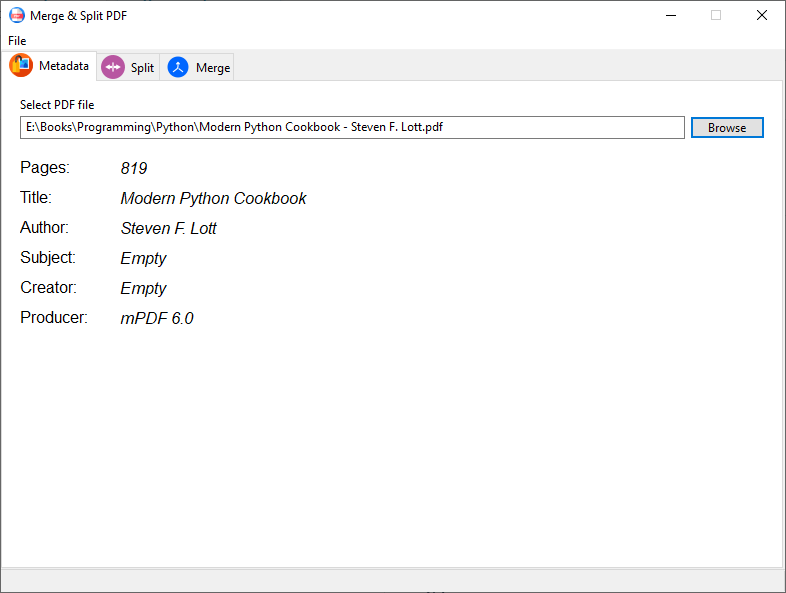 Merge & Split PDF
File
Metadata Split Merge
Select PDF file
E:\Books\Programming\Python\Modern Python Cookbook - Steven F. Lott.pdf Browse
Pages: 819
Title: Modern Python Cookbook
Author: Steven F. Lott
Subject: Empty
Creator: Empty
Producer: mPDF 6.0